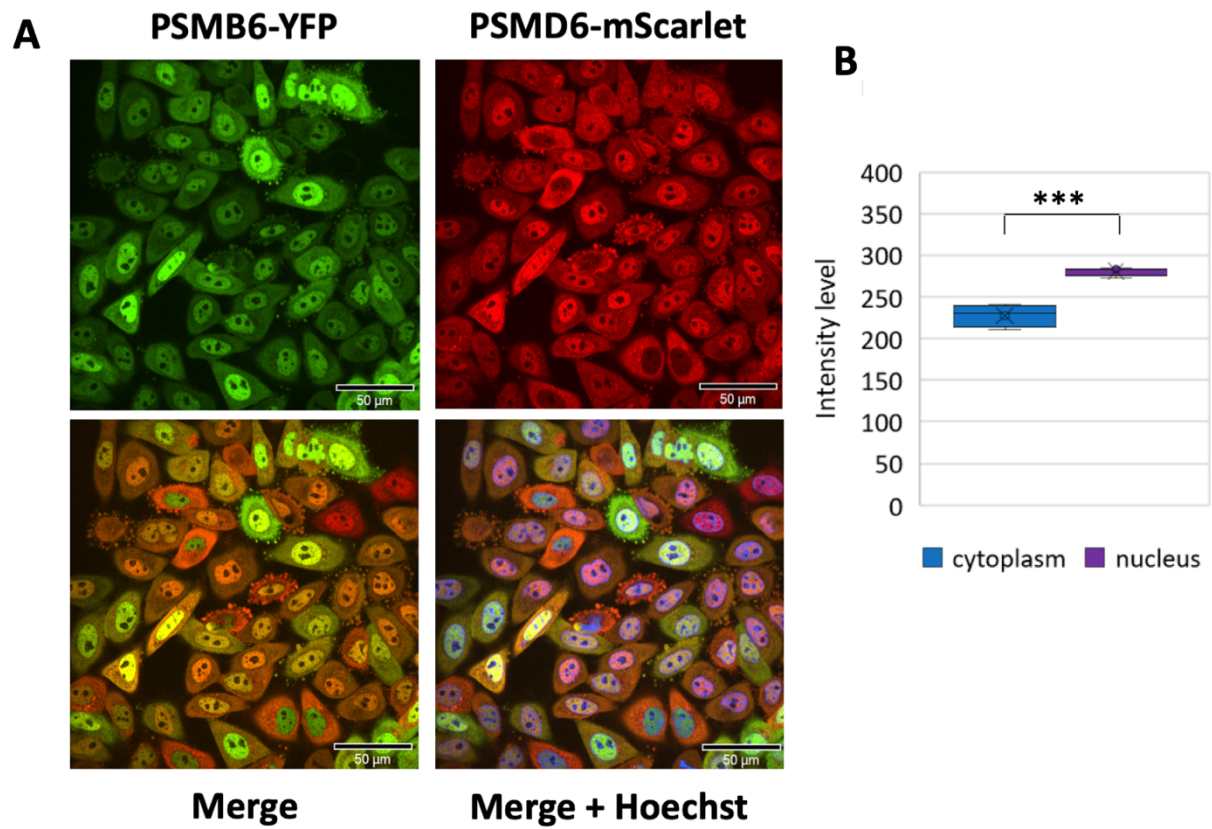 A
PSMB6-YFP
PSMD6-mScarlet
50 µm
50 µm
50 µm
50 µm
Merge
Merge + Hoechst
B
Intensity level
400
350
300
250
200
150
100
50
0
***
cytoplasm
nucleus